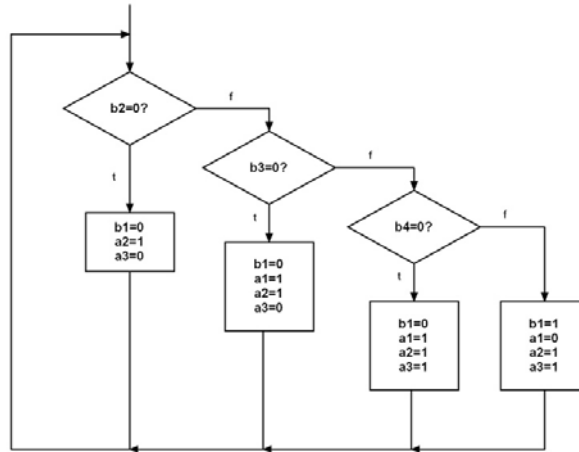 b2=0?
f
t
b1=0
a2=1
a3=0
b3=0?
f
t
b1=0
a1=1
a2=1
a3=0
b4=0?
f
t
b1=0
a1=1
a2=1
a3=1
b1=1
a1=0
a2=1
a3=1